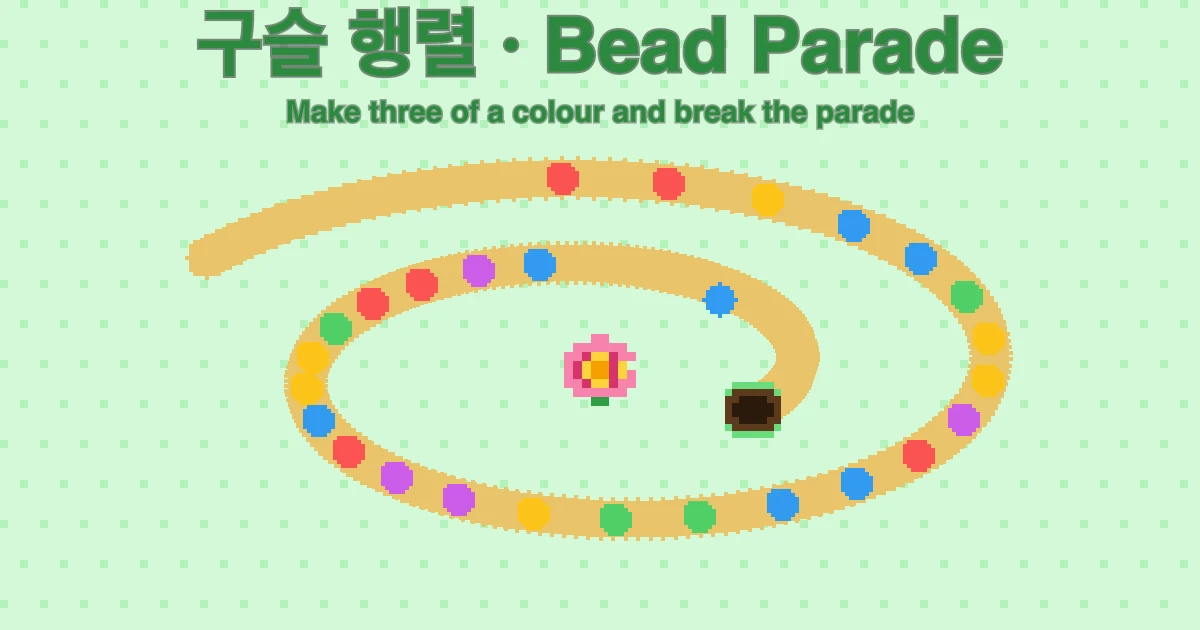 구슬 행렬 · Bead Parade
Make three of a colour and break the parade